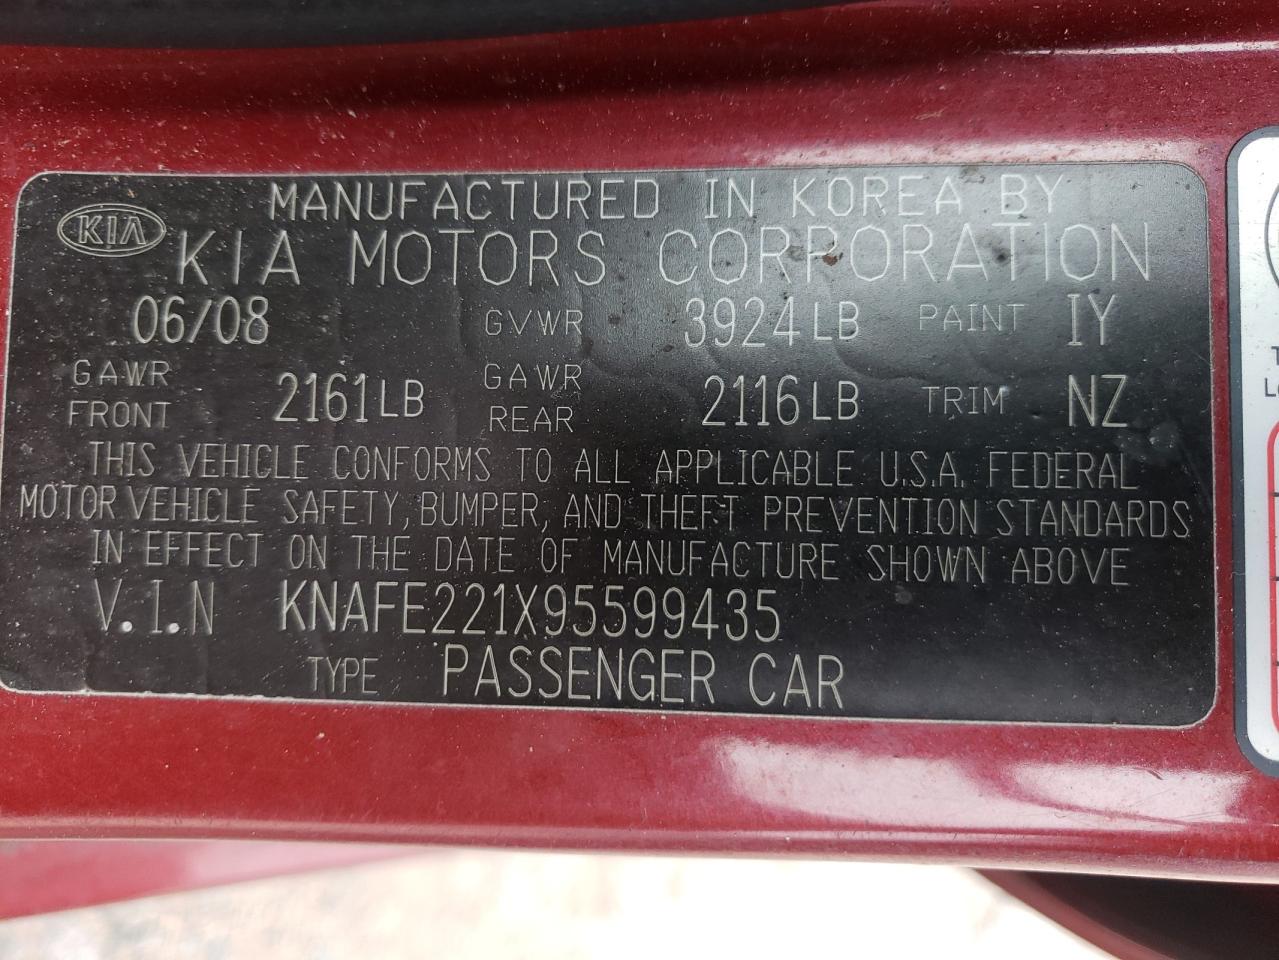 MANUFACTURED IN KOREA BY
KIA KIA MOTORS CORPORATION
06/08 GVWR 3924LB PAINT IY
GAWR FRONT 2161LB GAWR REAR 2116LB TRIM NZ
THIS VEHICLE CONFORMS TO ALL APPLICABLE U.S.A. FEDERAL
MOTOR VEHICLE SAFETY, BUMPER, AND THEFT PREVENTION STANDARDS
IN EFFECT ON THE DATE OF MANUFACTURE SHOWN ABOVE
V.I.N KNAFE221X95599435
TYPE PASSENGER CAR